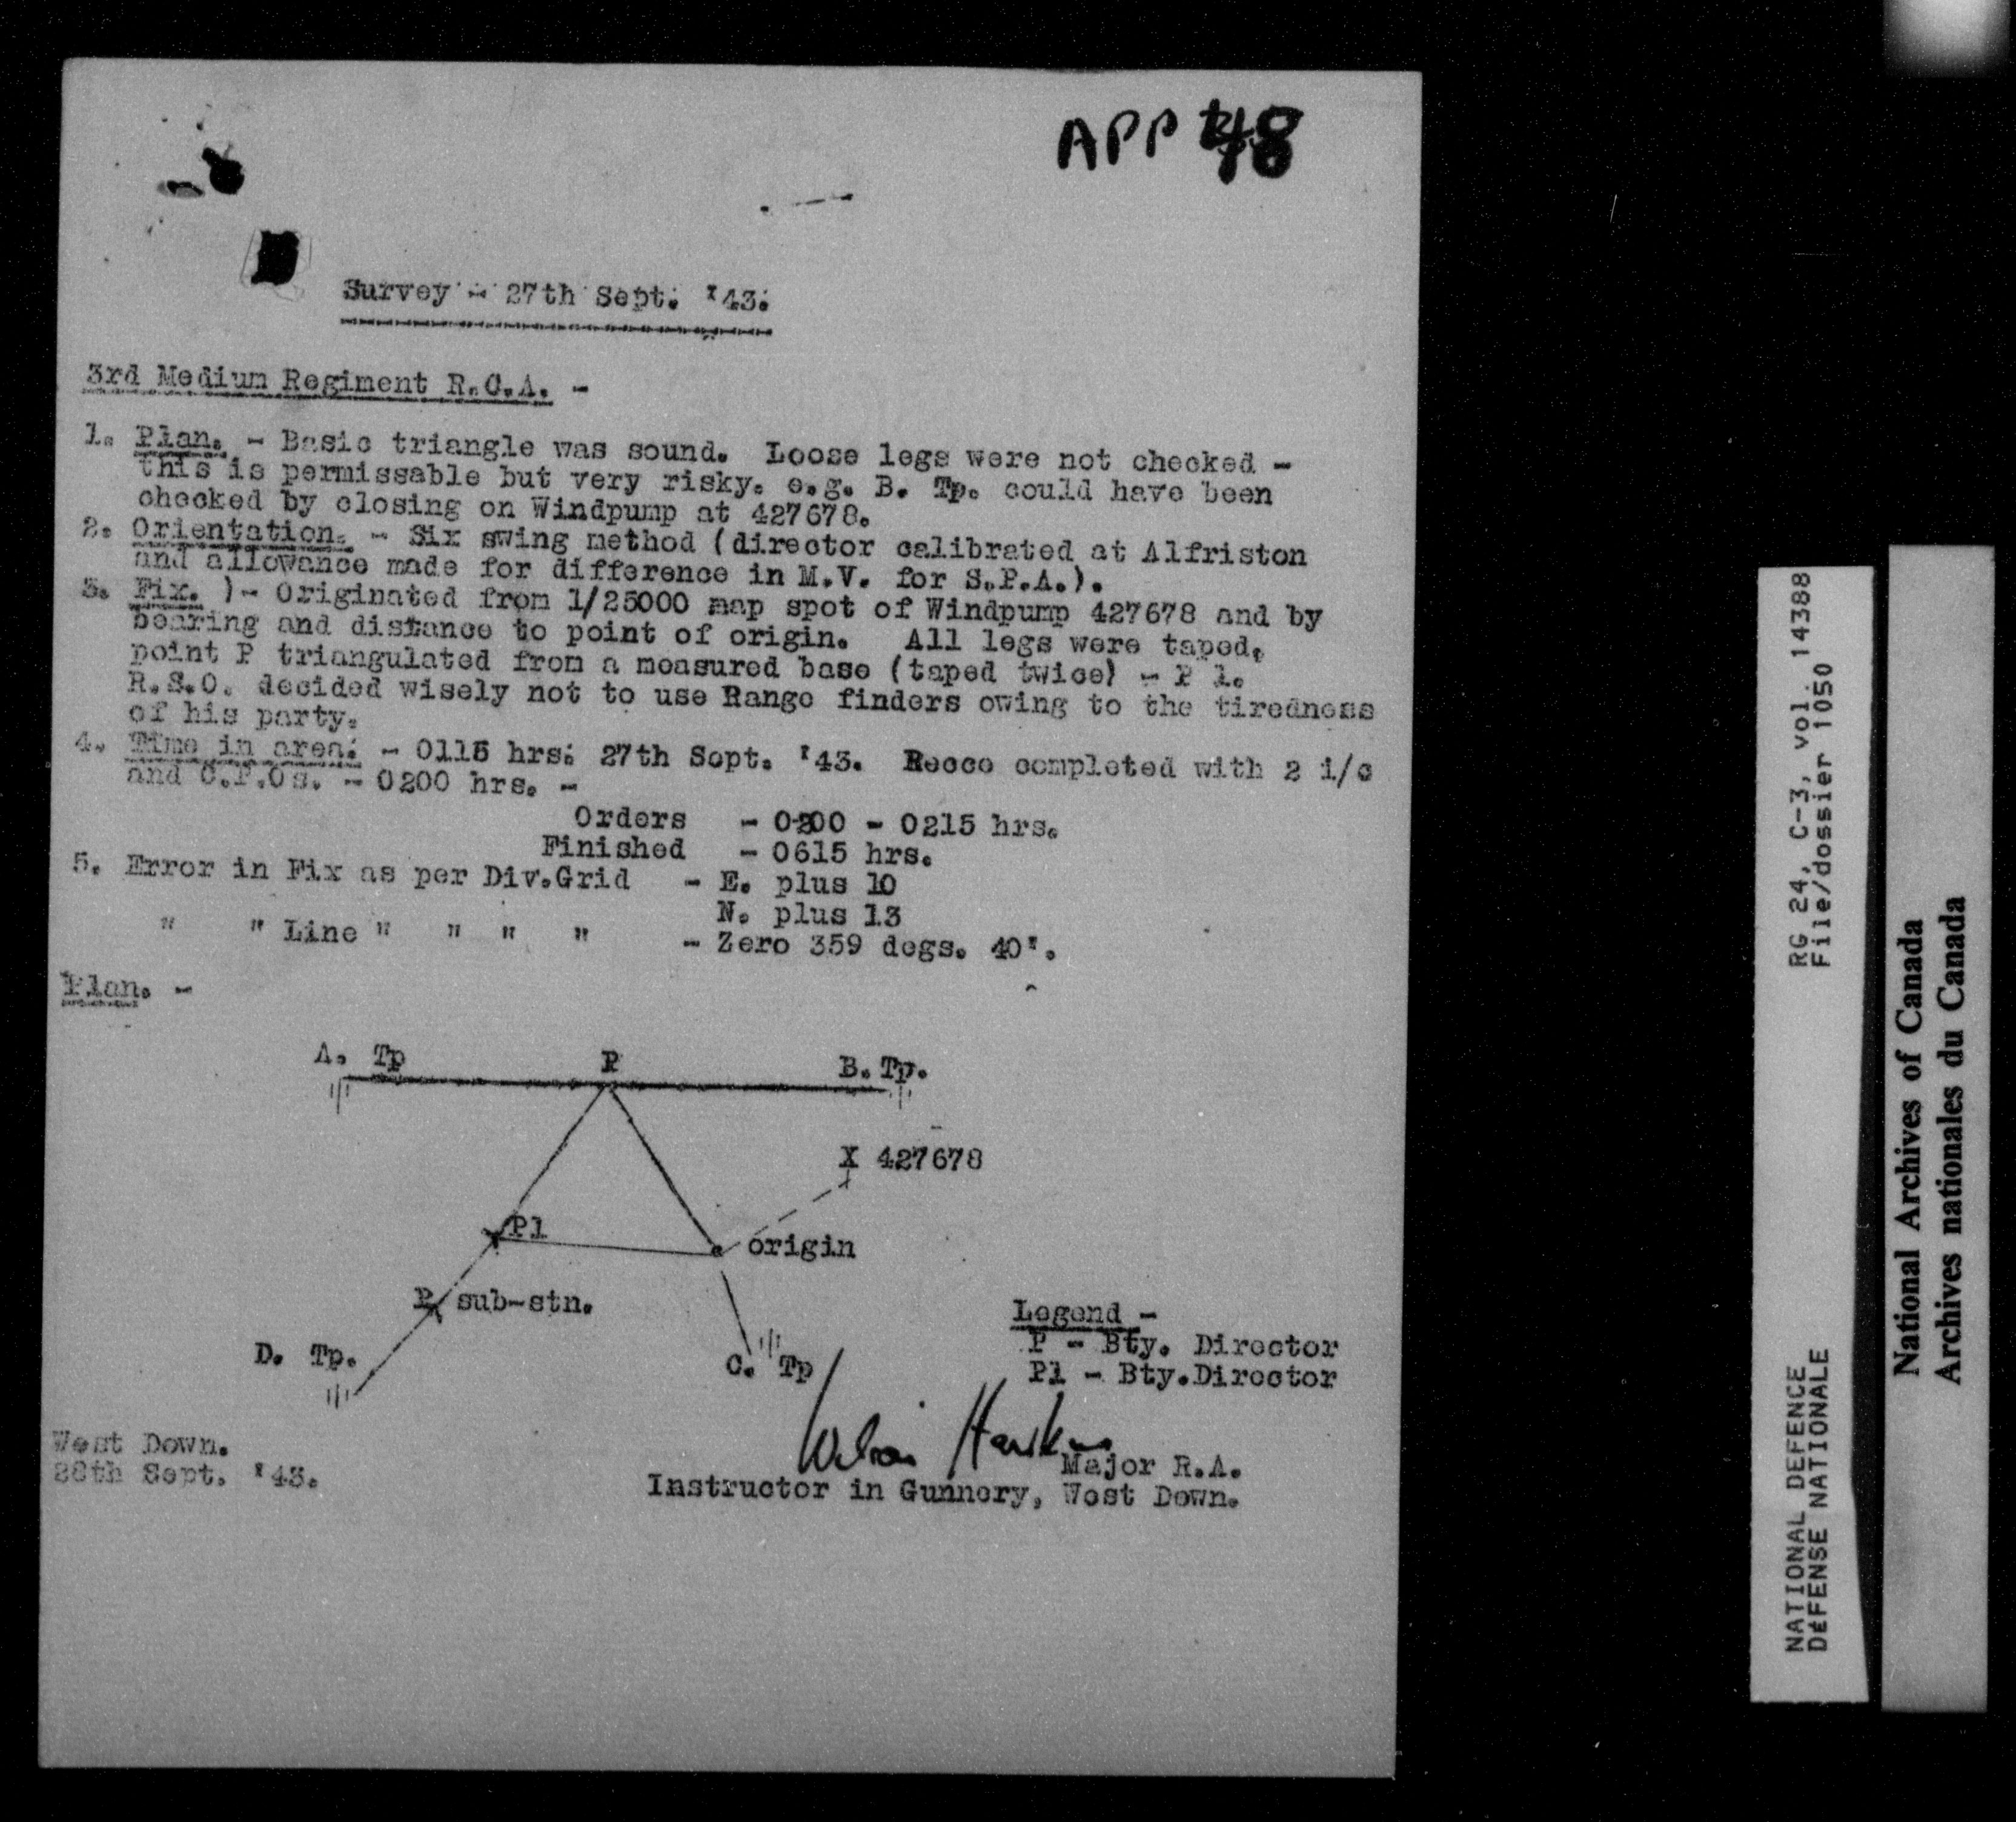 APP 48
Survey - 27th Sept. '43.
3rd Medium Regiment R.C.A. -
1. Plan. - Basic triangle was sound. Loose legs were not checked -
this is permissable but very risky. e.g. B. Tp. could have been
checked by closing on Windpump at 427678.
2. Orientation. - Six swing method (director calibrated at Alfriston
and allowance made for difference in M.V. for S.P.A.).
3. Fix. )- Originated from 1/25000 map spot of Windpump 427678 and by
bearing and distance to point of origin. All legs were taped,
point P triangulated from a measured base (taped twice) - P 1.
R.S.O. decided wisely not to use Range finders owing to the tiredness
of his party.
4. Time in area. - 0115 hrs. 27th Sept. '43. Recce completed with 2 i/c
and C.P.Os. - 0200 hrs. -
Orders - 0200 - 0215 hrs.
Finished - 0615 hrs.
5. Error in Fix as per Div.Grid - E. plus 10
N. plus 13
" " Line " " " " - Zero 359 degs. 40'.
Plan. -
A. Tp P B. Tp.
X 427678
P1
origin
P sub-stn.
Legend -
P - Bty. Director
D. Tp.
C. Tp
P1 - Bty.Director
West Down.
28th Sept. '43.
Major R.A.
Instructor in Gunnery, West Down.
RG 24, C-3, vol. 14388
File/dossier 1050
NATIONAL DEFENCE
DÉFENSE NATIONALE
National Archives of Canada
Archives nationales du Canada